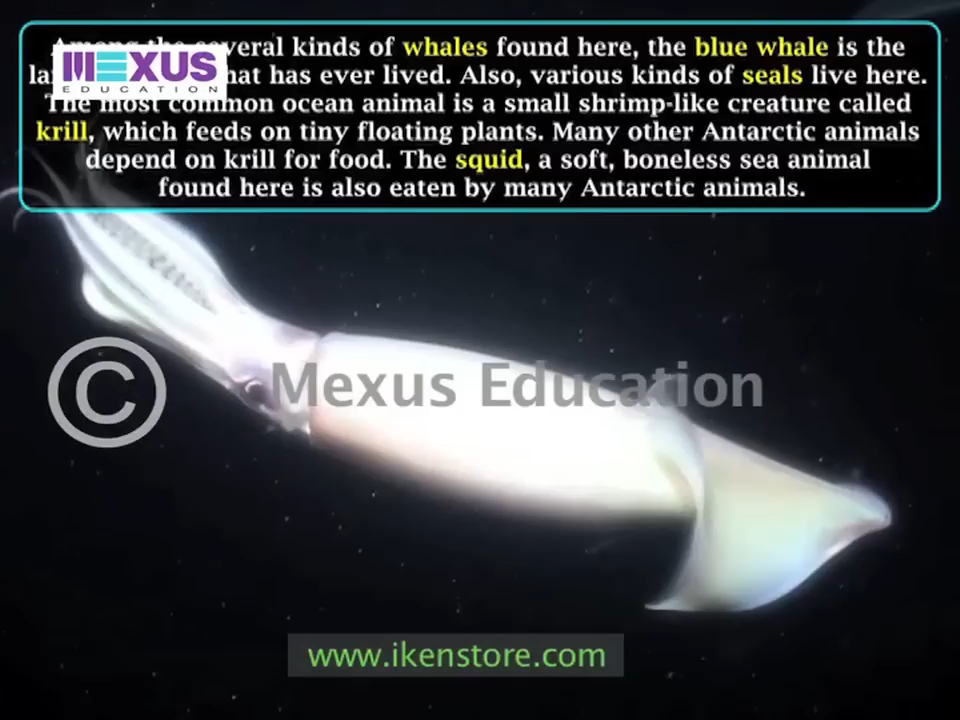 Among the several kinds of whales found here, the blue whale is the
hat has ever lived. Also, various kinds of seals live here.
The most common ocean animal is a small shrimp-like creature called
krill, which feeds on tiny floating plants. Many other Antarctic animals
depend on krill for food. The squid, a soft, boneless sea animal
found here is also eaten by many Antarctic animals.
MEXUS
EDUCATION
© Mexus Education
www.ikenstore.com